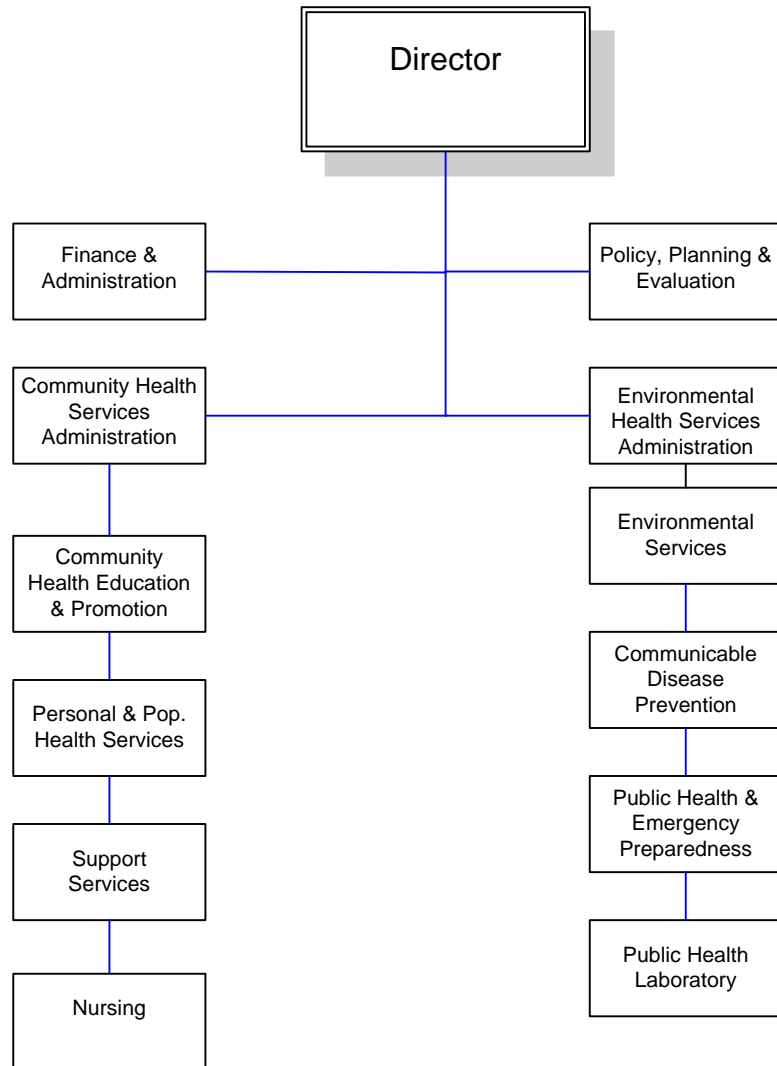 Director
Finance &
Administration
Policy, Planning &
Evaluation
Community Health
Services
Administration
Environmental
Health Services
Administration
Environmental
Services
Community
Health Education
& Promotion
Communicable
Disease
Prevention
Personal & Pop.
Health Services
Public Health &
Emergency
Preparedness
Support
Services
Public Health
Laboratory
Nursing